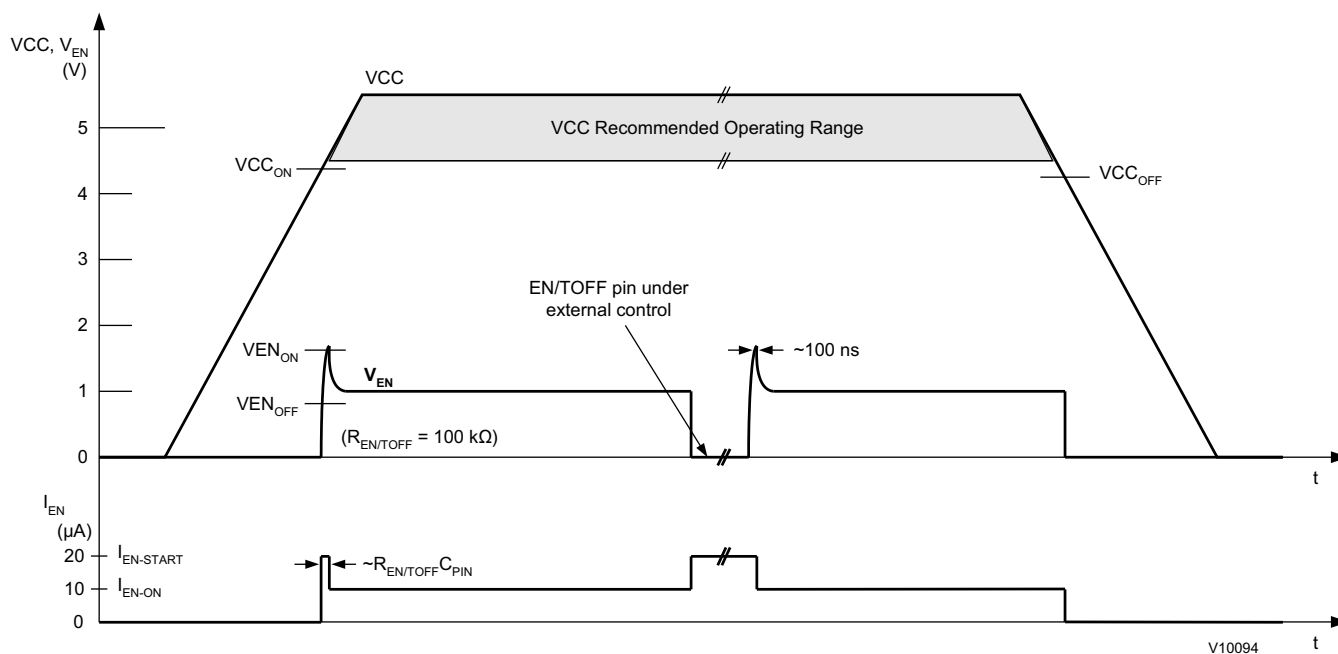 VCC, V_EN
(V)
VCC
5
VCC Recommended Operating Range
VCC_ON
VCC_OFF
4
3
EN/TOFF pin under
external control
2
VEN_ON
~100 ns
V_EN
1
VEN_OFF
(R_EN/TOFF = 100 kΩ)
0
t
I_EN
(µA)
20
I_EN-START
~R_EN/TOFFC_PIN
10
I_EN-ON
0
t
V10094